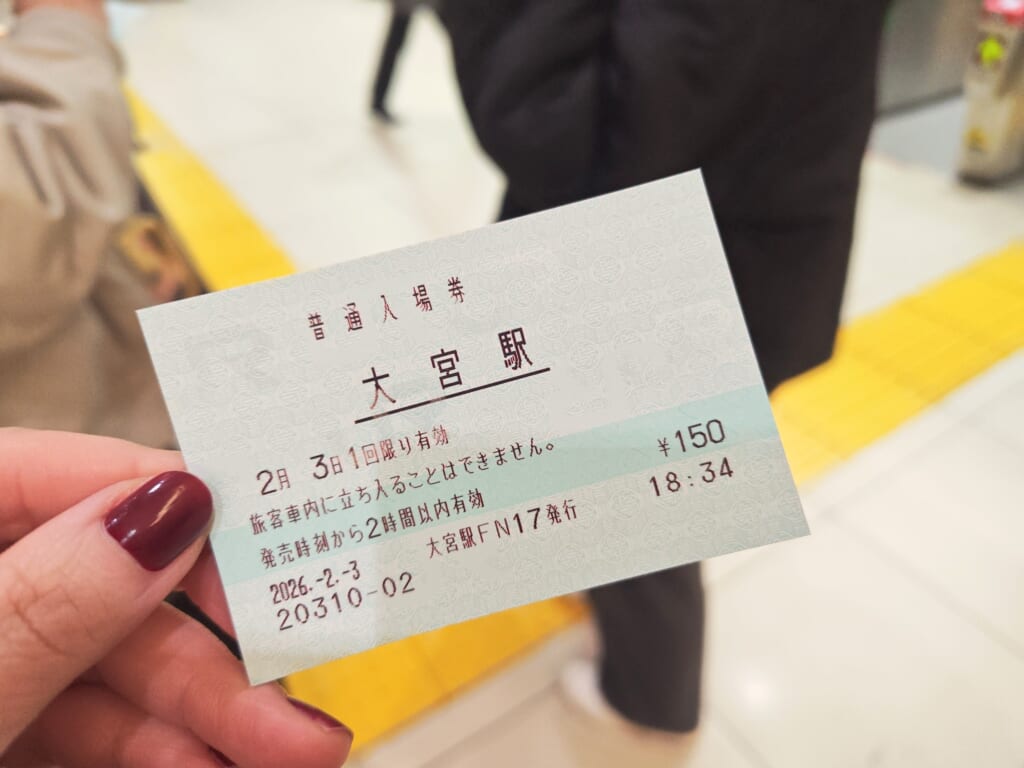 普通入場券
大宮駅
2月 3日1回限り有効
旅客車内に立ち入ることはできません。 ¥150
発売時刻から2時間以内有効 18:34
2026.-2.-3 大宮駅FN17発行
20310-02